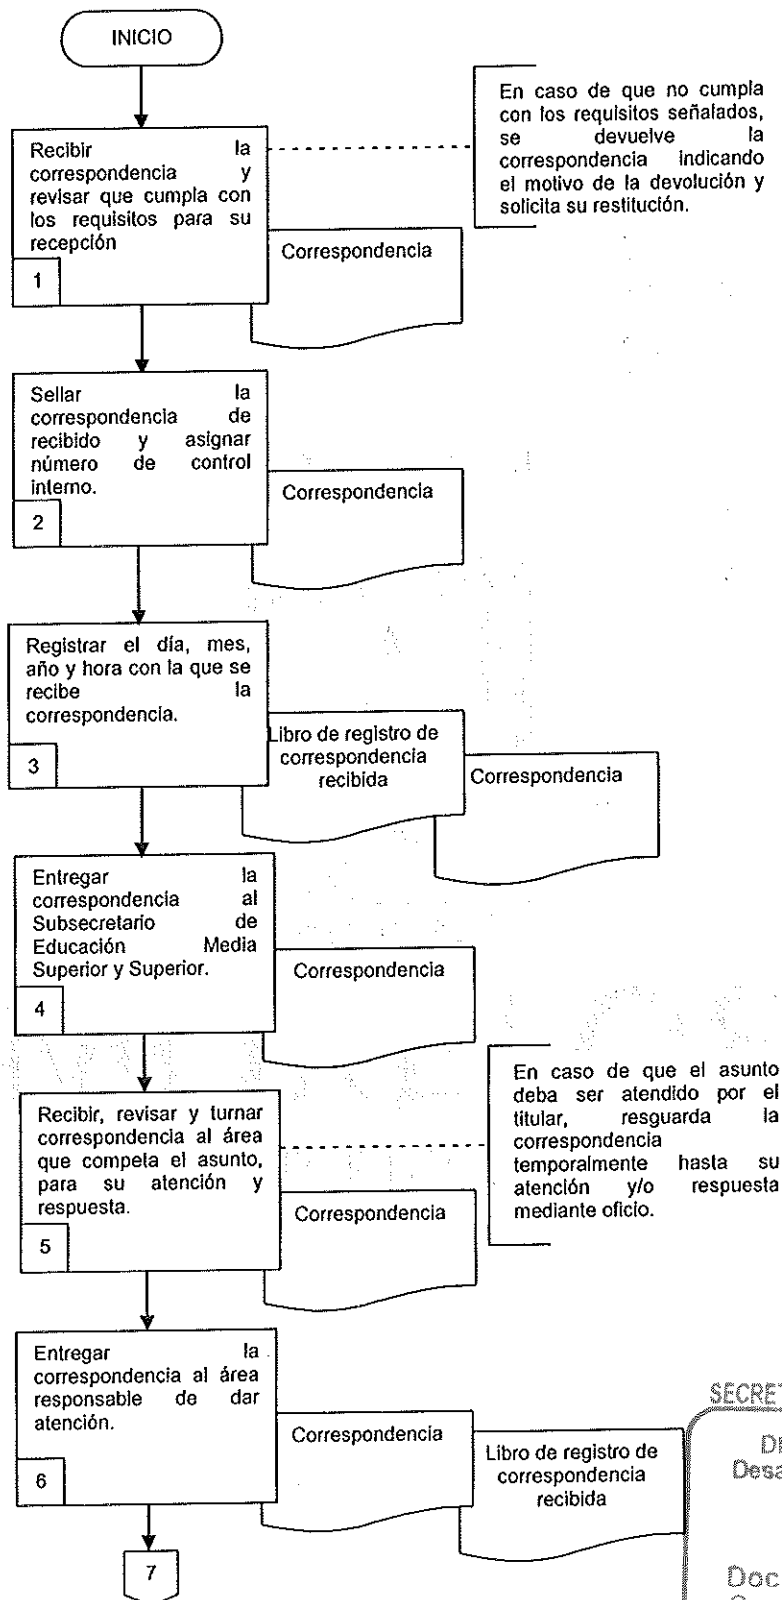 INICIO
En caso de que no cumpla
con los requisitos señalados,
se devuelve la
correspondencia indicando
el motivo de la devolución y
solicita su restitución.
Recibir la
correspondencia y
revisar que cumpla con
los requisitos para su
recepción
1
Correspondencia
Sellar la
correspondencia de
recibido y asignar
número de control
interno.
2
Correspondencia
Registrar el día, mes,
año y hora con la que se
recibe la
correspondencia.
3
Libro de registro de
correspondencia
recibida
Correspondencia
Entregar la
correspondencia al
Subsecretario de
Educación Media
Superior y Superior.
4
Correspondencia
En caso de que el asunto
deba ser atendido por el
titular, resguarda la
correspondencia
temporalmente hasta su
atención y/o respuesta
mediante oficio.
Recibir, revisar y turnar
correspondencia al área
que competa el asunto,
para su atención y
respuesta.
5
Correspondencia
Entregar la
correspondencia al área
responsable de dar
atención.
6
Correspondencia
Libro de registro de
correspondencia
recibida
7
SECRE
Desa
Doc